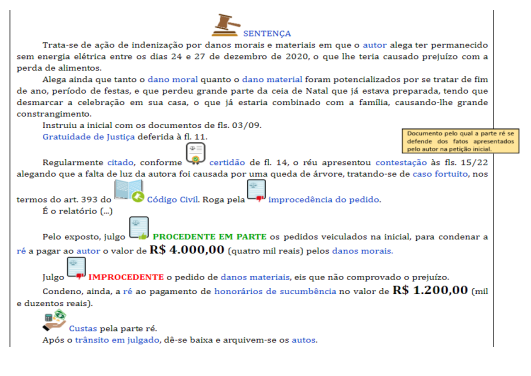 SENTENÇA
Trata-se de ação de indenização por danos morais e materiais em que o autor alega ter permanecido
sem energia elétrica entre os dias 24 e 27 de dezembro de 2020, o que lhe teria causado prejuízo com a
perda de alimentos.
Alega ainda que tanto o dano moral quanto o dano material foram potencializados por se tratar de fim
de ano, período de festas, e que perdeu grande parte da ceia de Natal que já estava preparada, tendo que
desmarcar a celebração em sua casa, o que já estaria combinado com a família, causando-lhe grande
constrangimento.
Instruiu a inicial com os documentos de fls. 03/09.
Gratuidade de Justiça deferida à fl. 11.
Documento pelo qual a parte ré se
defende dos fatos apresentados
pelo autor na petição inicial.
Regularmente citado, conforme certidão de fl. 14, o réu apresentou contestação às fls. 15/22
alegando que a falta de luz da autora foi causada por uma queda de árvore, tratando-se de caso fortuito, nos
termos do art. 393 do Código Civil. Roga pela improcedência do pedido.
É o relatório (...)
Pelo exposto, julgo PROCEDENTE EM PARTE os pedidos veiculados na inicial, para condenar a
ré a pagar ao autor o valor de R$ 4.000,00 (quatro mil reais) pelos danos morais.
Julgo IMPROCEDENTE o pedido de danos materiais, eis que não comprovado o prejuízo.
Condeno, ainda, a ré ao pagamento de honorários de sucumbência no valor de R$ 1.200,00 (mil
e duzentos reais).
Custas pela parte ré.
Após o trânsito em julgado, dê-se baixa e arquivem-se os autos.